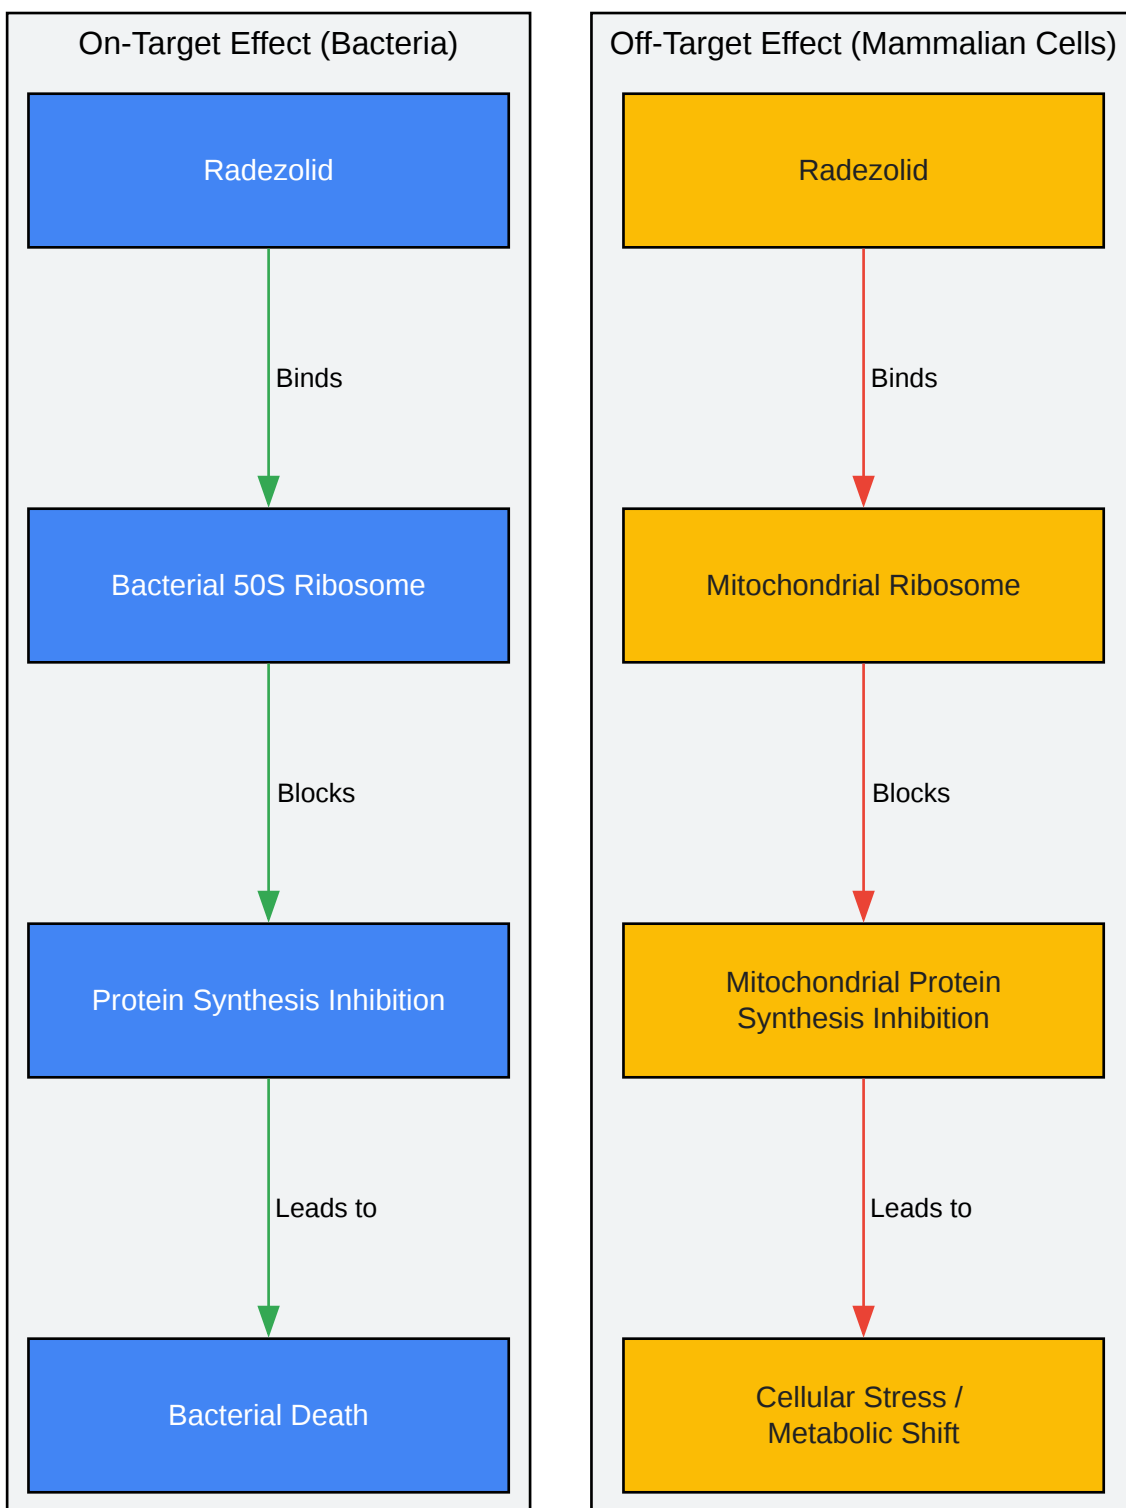 On-Target Effect (Bacteria)
Radezolid
Binds
Bacterial 50S Ribosome
Blocks
Protein Synthesis Inhibition
Leads to
Bacterial Death
Off-Target Effect (Mammalian Cells)
Radezolid
Binds
Mitochondrial Ribosome
Blocks
Mitochondrial Protein
Synthesis Inhibition
Leads to
Cellular Stress /
Metabolic Shift